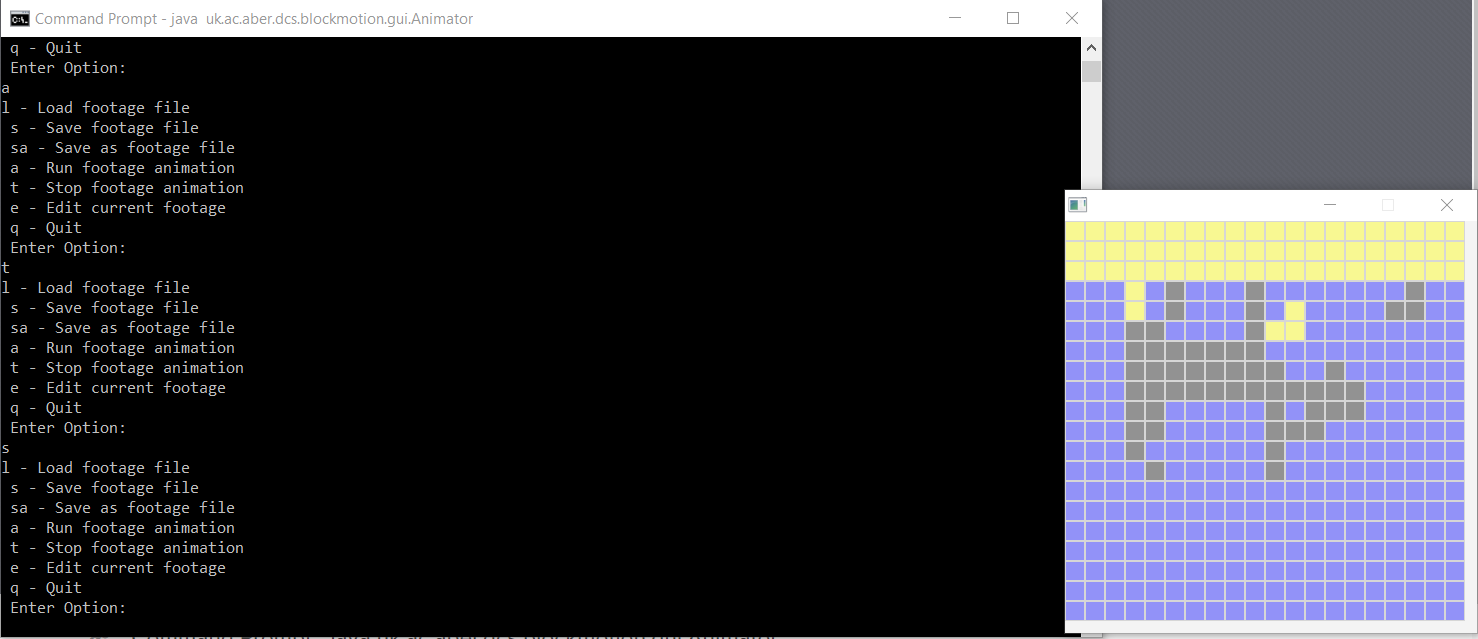 Command Prompt - java  uk.ac.aber.dcs.blockmotion.gui.Animator
q - Quit
Enter Option:
a
l - Load footage file
s - Save footage file
sa - Save as footage file
a - Run footage animation
t - Stop footage animation
e - Edit current footage
q - Quit
Enter Option:
t
l - Load footage file
s - Save footage file
sa - Save as footage file
a - Run footage animation
t - Stop footage animation
e - Edit current footage
q - Quit
Enter Option:
s
l - Load footage file
s - Save footage file
sa - Save as footage file
a - Run footage animation
t - Stop footage animation
e - Edit current footage
q - Quit
Enter Option: